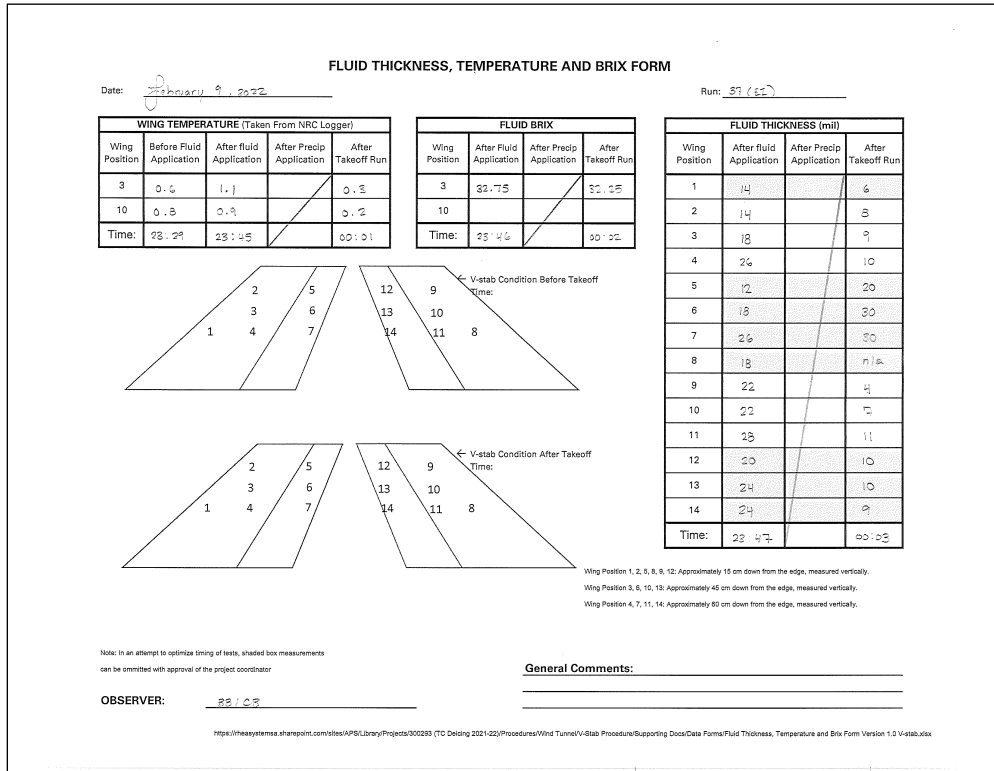 FLUID THICKNESS, TEMPERATURE AND BRIX FORM
Date: February 9, 2022 Run: 37
WING TEMPERATURE (Taken From NRC Logger)
Wing Position Before Fluid Application After fluid Application After Precip Application After Takeoff Run
3 0.6 1.1 0.3
10 0.8 0.9 0.2
Time: 23:29 23:45 00:01
FLUID BRIX
Wing Position After Fluid Application After Precip Application After Takeoff Run
3 32.75 32.25
10
Time: 23:46 00:02
FLUID THICKNESS (mil)
Wing Position After fluid Application After Precip Application After Takeoff Run
1 14 6
2 14 8
3 18 9
4 26 10
5 12 20
6 18 30
7 26 30
8 18 n/a
9 22 4
10 22 7
11 28 11
12 20 10
13 24 10
14 24 9
Time: 23:47 00:03
← V-stab Condition Before Takeoff
Time:
2 5 12 9
3 6 13 10
1 4 7 14 11 8
← V-stab Condition After Takeoff
Time:
2 5 12 9
3 6 13 10
1 4 7 14 11 8
Wing Position 1, 2, 5, 8, 9, 12: Approximately 15 cm down from the edge, measured vertically.
Wing Position 3, 6, 10, 13: Approximately 45 cm down from the edge, measured vertically.
Wing Position 4, 7, 11, 14: Approximately 60 cm down from the edge, measured vertically.
Note: In an attempt to optimize timing of tests, shaded box measurements
can be ommitted with approval of the project coordinator
General Comments:
OBSERVER: BB/CB
https://rheasystemsa.sharepoint.com/sites/APS/Library/Projects/300293 (TC Deicing 2021-22)/Procedures/Wind Tunnel/V-Stab Procedure/Supporting Docs/Data Forms/Fluid Thickness, Temperature and Brix Form Version 1.0 V-stab.xlsx